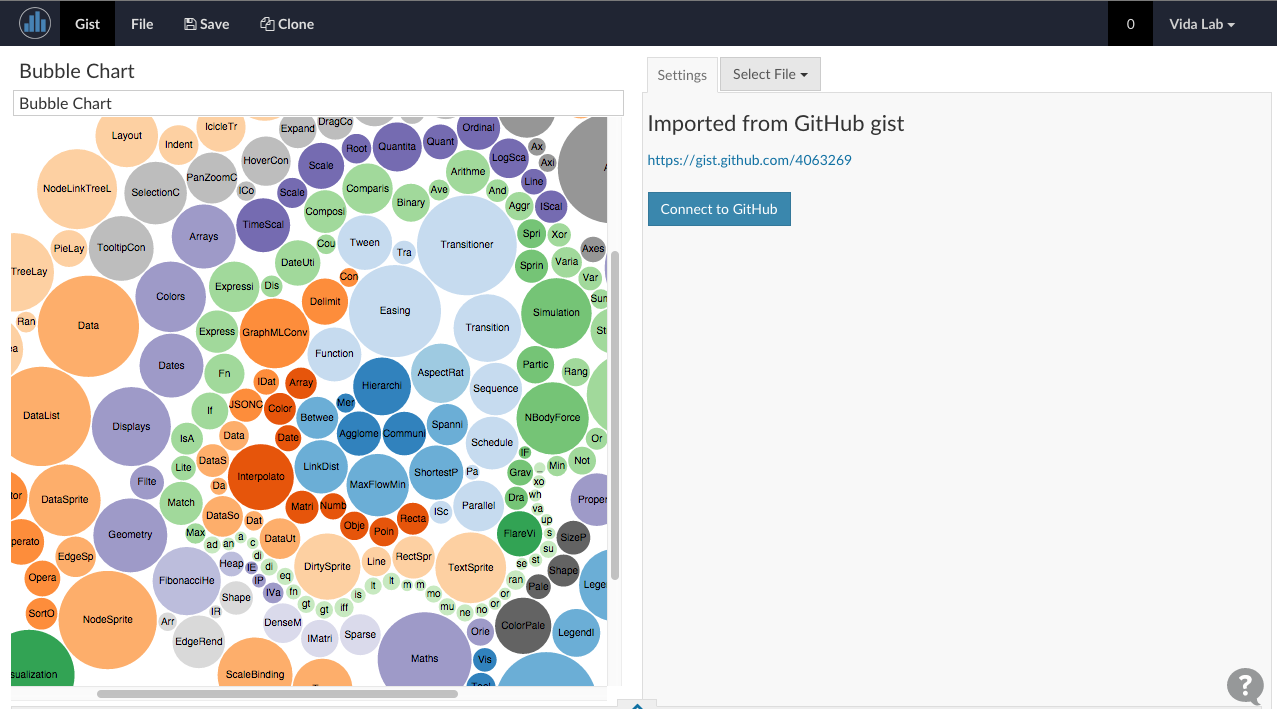 Gist File Save Clone 0 Vida Lab
Bubble Chart
Bubble Chart
Settings Select File
Imported from GitHub gist
https://gist.github.com/4063269
Connect to GitHub
Layout Indent IcicleTr Expand DragCo Ordinal
HoverCon Root Quantita Quant Ax
NodeLinkTreeL SelectionC PanZoomC ICo Scale Scale LogSca Axi
Comparis Arithme Line
Binary Ave And Aggr IScal
Arrays TimeScal Composi
PieLay TooltipCon Cou Tween Tra Transitioner Spri Xor Axes
TreeLay Colors Expressi DateUti Dis Con Sprin Varia Var
Ran Data Express GraphMLConv Delimit Easing Transition Simulation Sun
Dates Fn Function Hierarchi AspectRat Sequence Partic Rang
IDat Array
DataList Displays If JSONC Color Betwee Mer Spanni NBodyForce
IsA Data Date Agglome Communi Schedule Or
Lite DataS LinkDist ShortestP Pa IF Grav Min Not
Filte Da Interpolato MaxFlowMin xo
DataSprite Match DataSo Matri Numb ISc Parallel Dra wh Proper
va
Geometry Max Dat Obje Poin Recta FlareVi up
perato EdgeSp ad an a c DataUt s SizeP
su
Opera FibonacciHe Heap IE di di DirtySprite Line RectSpr TextSprite se st Shape
IP eq ran Pale Lege
SortO Shape IVa fn is lt lt m m mo or
NodeSprite Arr IR gt gt iff mu ne no or
EdgeRend DenseM IMatri Sparse Orie ColorPale LegendI
sualization ScaleBinding Maths Vis